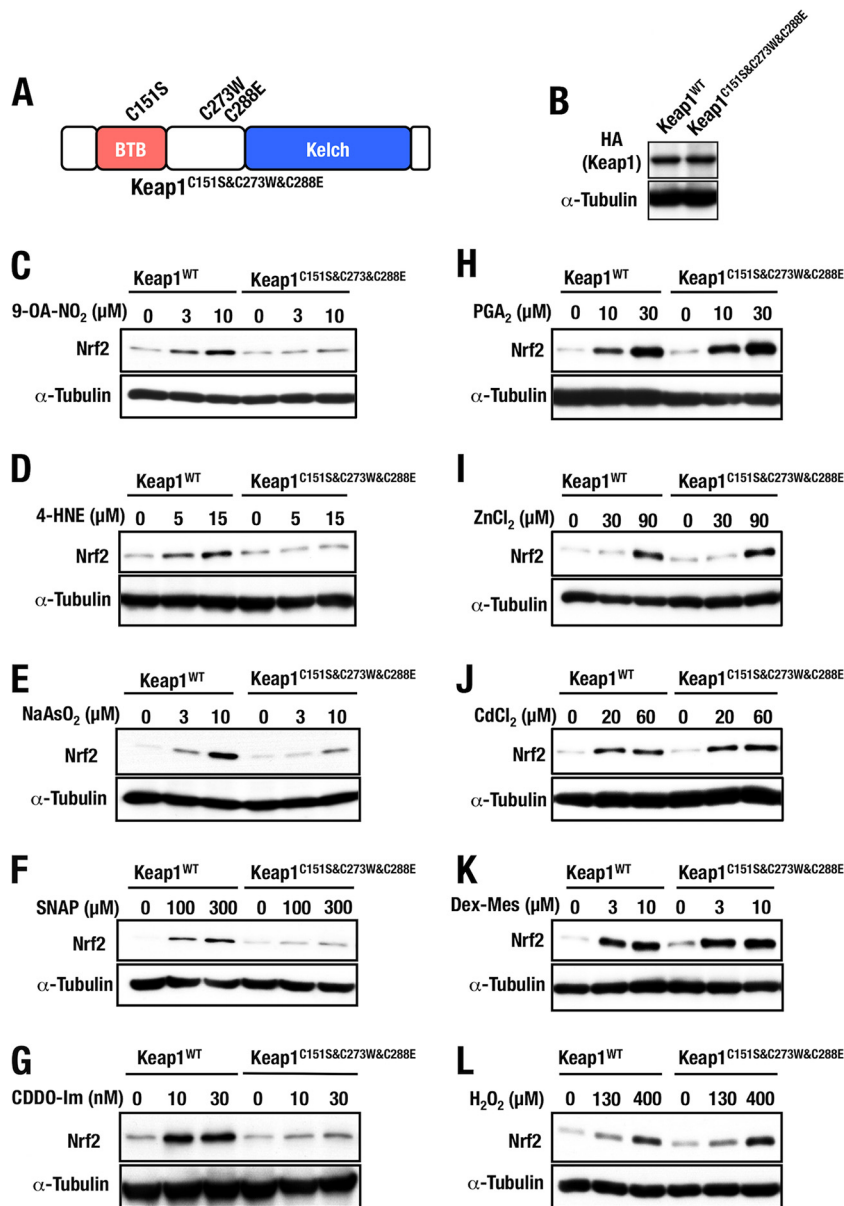 A
C151S
C273W
C288E
BTB
Kelch
Keap1C151S&C273W&C288E
B
Keap1WT
Keap1C151S&C273W&C288E
HA
(Keap1)
α-Tubulin
C
Keap1WT Keap1C151S&C273&C288E
9-OA-NO2 (µM) 0 3 10 0 3 10
Nrf2
α-Tubulin
D
Keap1WT Keap1C151S&C273W&C288E
4-HNE (µM) 0 5 15 0 5 15
Nrf2
α-Tubulin
E
Keap1WT Keap1C151S&C273W&C288E
NaAsO2 (µM) 0 3 10 0 3 10
Nrf2
α-Tubulin
F
Keap1WT Keap1C151S&C273W&C288E
SNAP (µM) 0 100 300 0 100 300
Nrf2
α-Tubulin
G
Keap1WT Keap1C151S&C273W&C288E
CDDO-Im (nM) 0 10 30 0 10 30
Nrf2
α-Tubulin
H
Keap1WT Keap1C151S&C273W&C288E
PGA2 (µM) 0 10 30 0 10 30
Nrf2
α-Tubulin
I
Keap1WT Keap1C151S&C273W&C288E
ZnCl2 (µM) 0 30 90 0 30 90
Nrf2
α-Tubulin
J
Keap1WT Keap1C151S&C273W&C288E
CdCl2 (µM) 0 20 60 0 20 60
Nrf2
α-Tubulin
K
Keap1WT Keap1C151S&C273W&C288E
Dex-Mes (µM) 0 3 10 0 3 10
Nrf2
α-Tubulin
L
Keap1WT Keap1C151S&C273W&C288E
H2O2 (µM) 0 130 400 0 130 400
Nrf2
α-Tubulin